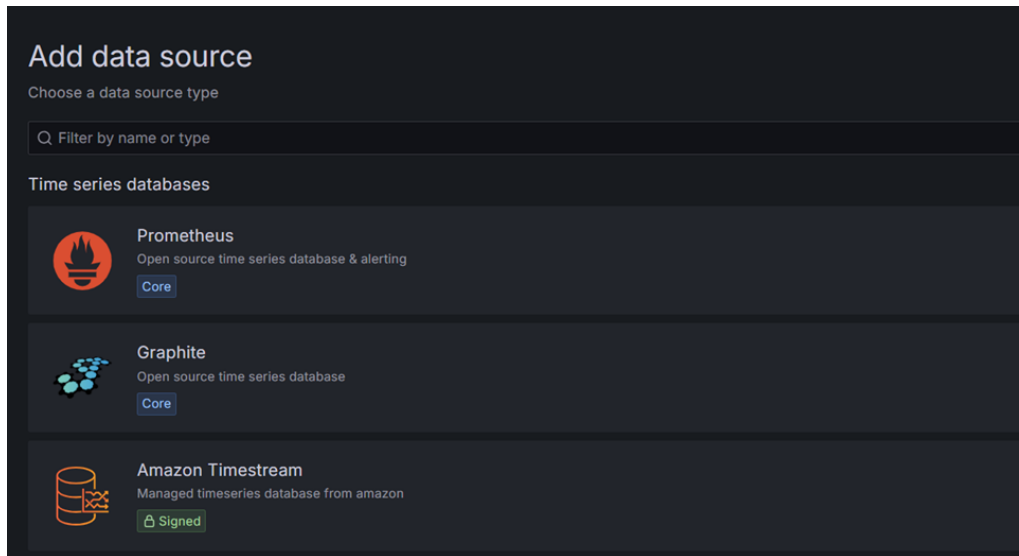 Add data source
Choose a data source type
Filter by name or type
Time series databases
Prometheus
Open source time series database & alerting
Core
Graphite
Open source time series database
Core
Amazon Timestream
Managed timeseries database from amazon
Signed